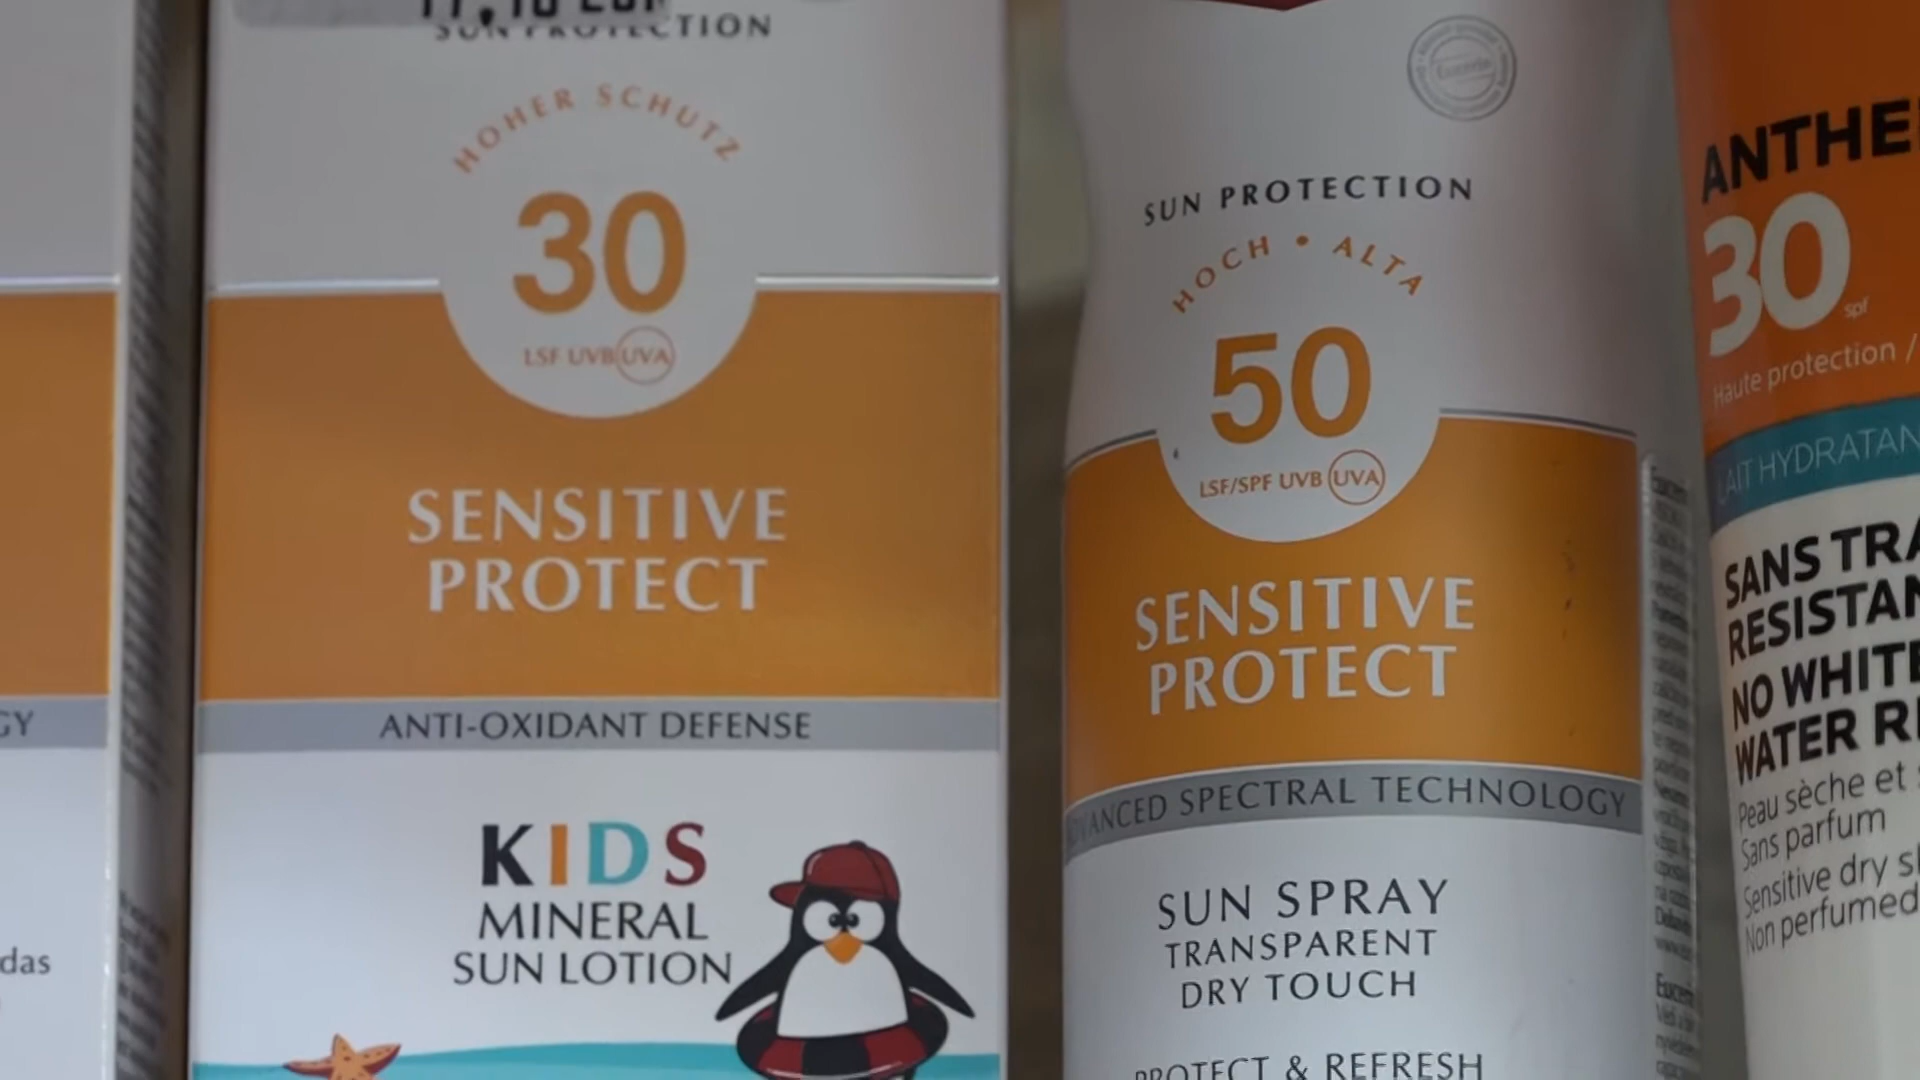 GY
das
SUN PROTECTION
HOHER SCHUTZ
30
LSF UVB UVA
SENSITIVE
PROTECT
ANTI-OXIDANT DEFENSE
KIDS
MINERAL
SUN LOTION
Eucerin
SUN PROTECTION
HOCH • ALTA
50
LSF/SPF UVB UVA
SENSITIVE
PROTECT
SPECTRAL TECHNOLOGY
SUN SPRAY
TRANSPARENT
DRY TOUCH
PROTECT & REFRESH
ANTHE
30
spf
Haute protection /
LAIT HYDRATAN
SANS TRA
RESISTAN
NO WHITE
WATER R
Peau sèche et
Sans parfum
Sensitive dry s
Non perfumed